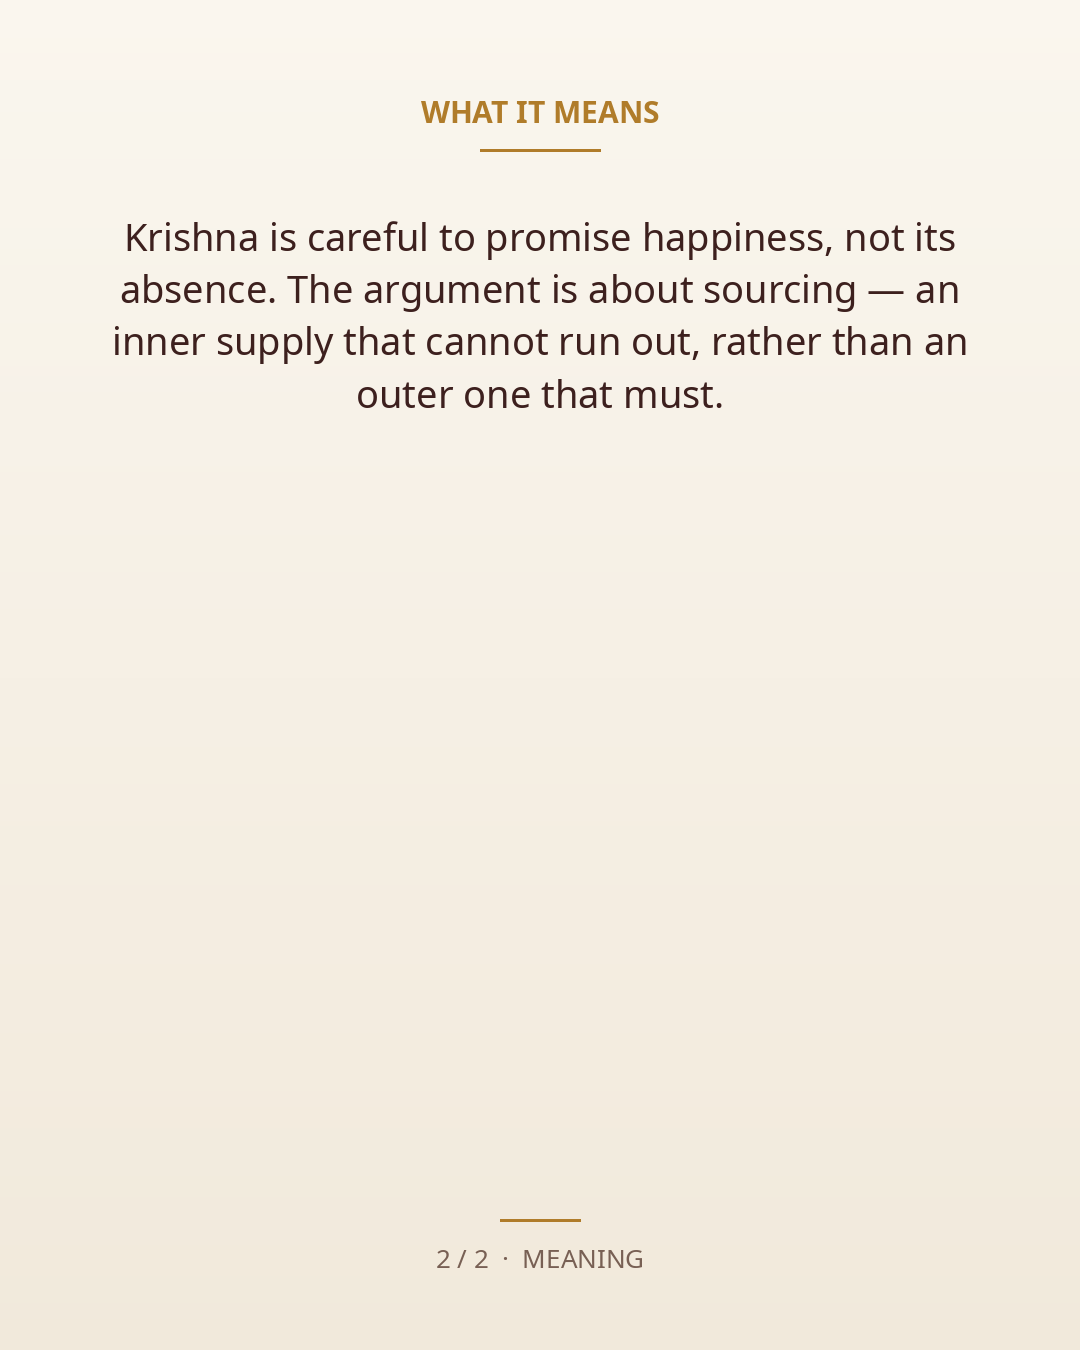 WHAT IT MEANS
Krishna is careful to promise happiness, not its
absence. The argument is about sourcing — an
inner supply that cannot run out, rather than an
outer one that must.
2 / 2 · MEANING